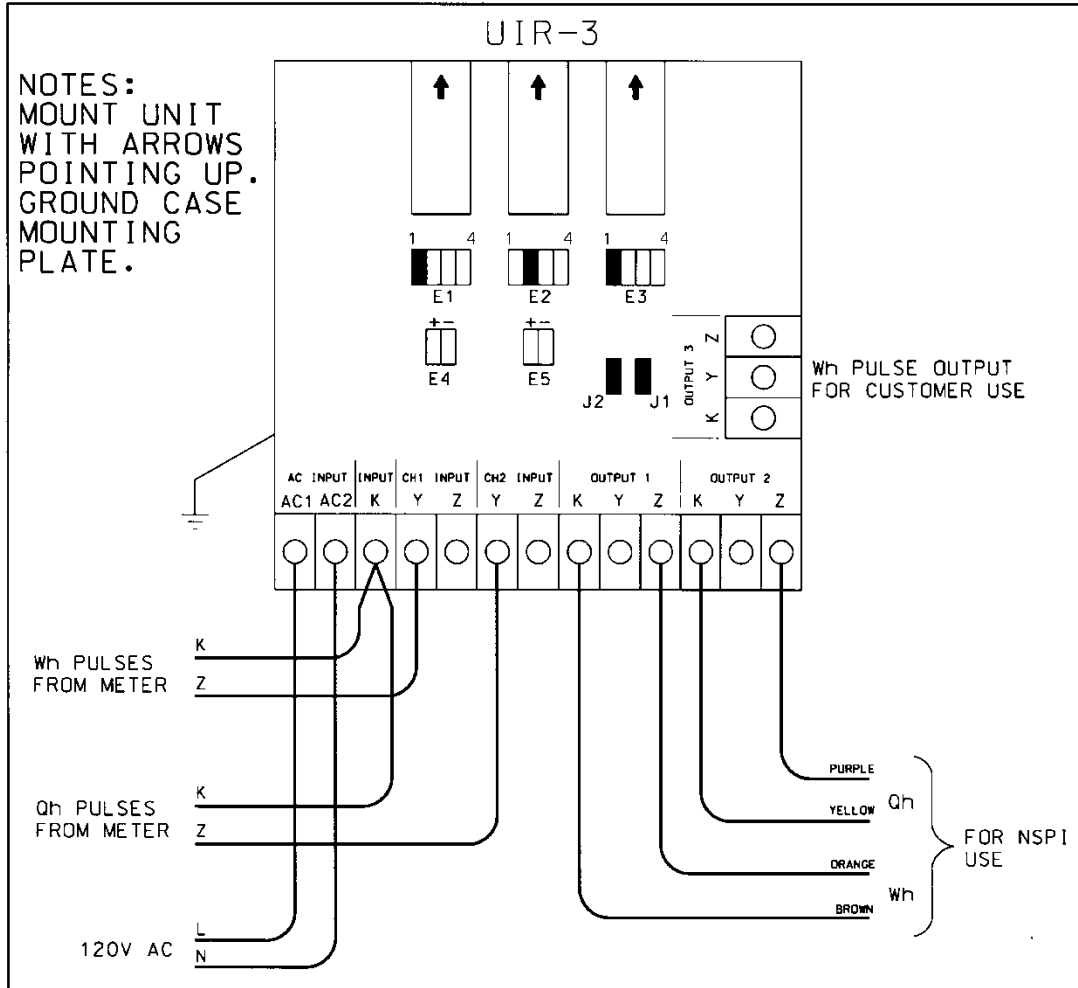 UIR-3
NOTES:
MOUNT UNIT
WITH ARROWS
POINTING UP.
GROUND CASE
MOUNTING
PLATE.
1 4
1 4
1 4
E1
E2
E3
+-
+-
E4
E5
J2 J1
OUTPUT 3
Z
Y
K
Wh PULSE OUTPUT
FOR CUSTOMER USE
AC INPUT
INPUT
CH1 INPUT
CH2 INPUT
OUTPUT 1
OUTPUT 2
AC1 AC2 K Y Z Y Z K Y Z K Y Z
K
Wh PULSES
FROM METER
Z
K
Qh PULSES
FROM METER
Z
L
120V AC
N
PURPLE
Qh
YELLOW
ORANGE
Wh
BROWN
FOR NSPI
USE